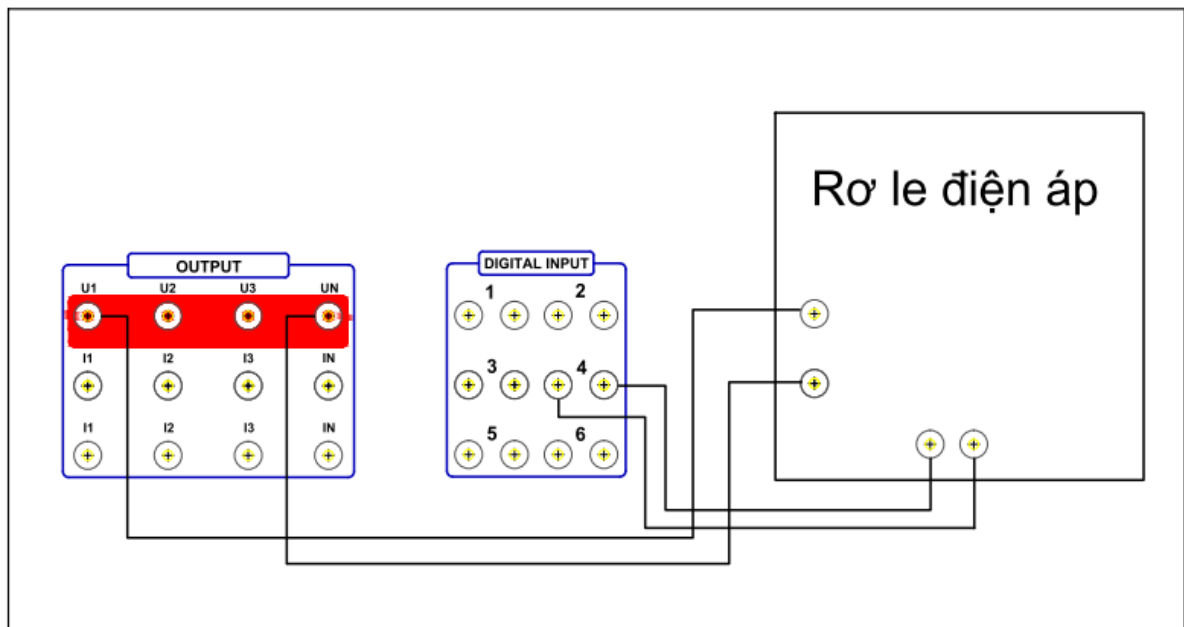 Rơ le điện áp
OUTPUT
U1 U2 U3 UN
I1 I2 I3 IN
I1 I2 I3 IN
DIGITAL INPUT
1 2
3 4
5 6